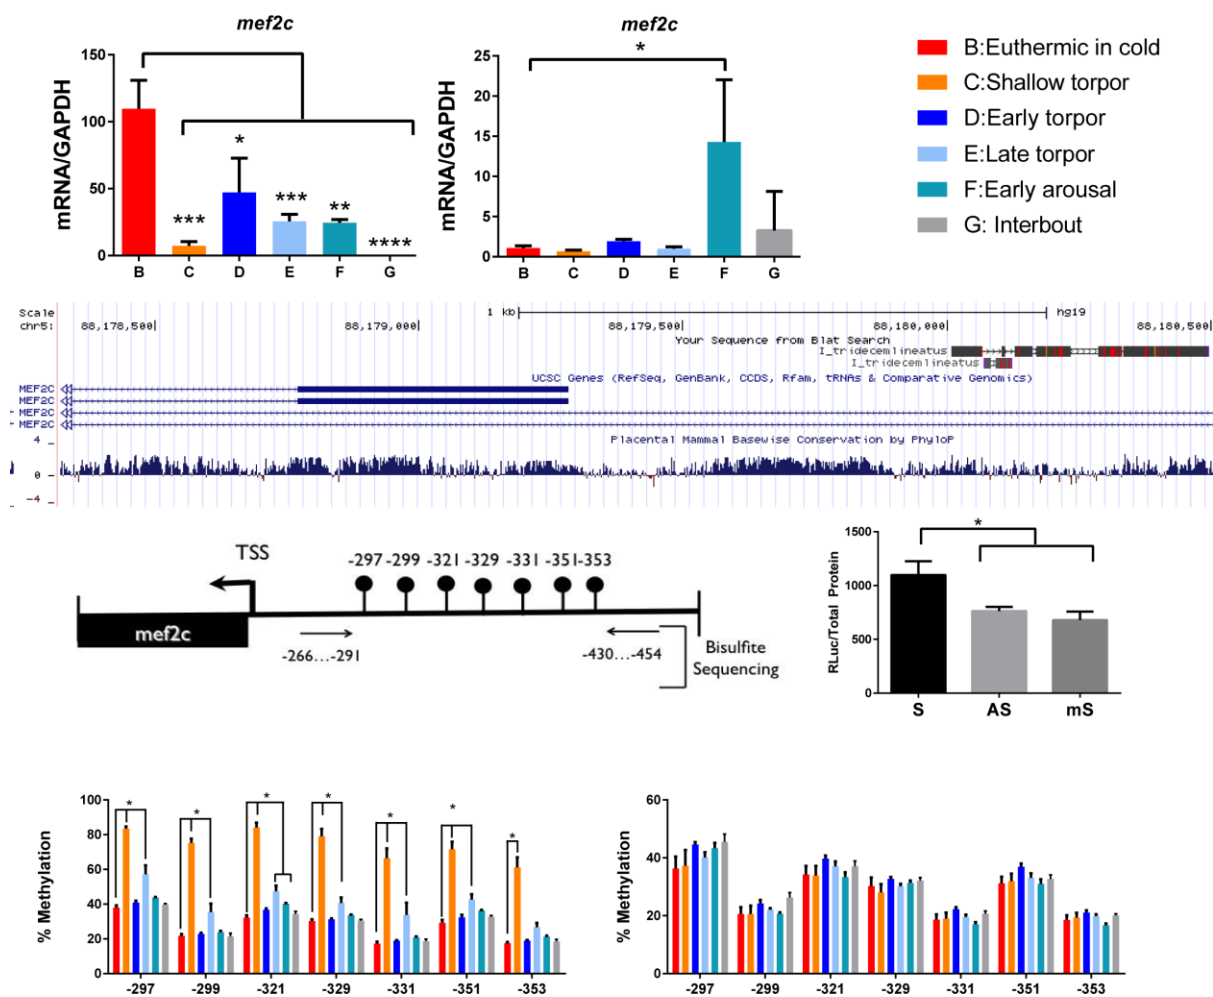 mef2c
mRNA/GAPDH
150
100
50
0
***
*
***
**
****
B C D E F G
mef2c
mRNA/GAPDH
25
20
15
10
5
0
*
B C D E F G
B:Euthermic in cold
C:Shallow torpor
D:Early torpor
E:Late torpor
F:Early arousal
G: Interbout
Scale 1 kb hg19
chr5: 88,178,500 88,179,000 88,179,500 88,180,000 88,180,500
Your Sequence from Blat Search
I_tridecemlineatus
I_tridecemlineatus
UCSC Genes (RefSeq, GenBank, CCDS, Rfam, tRNAs & Comparative Genomics)
MEF2C
MEF2C
MEF2C
MEF2C
Placental Mammal Basewise Conservation by PhyloP
4 _
0 -
-4 _
TSS
-297 -299 -321 -329 -331 -351 -353
mef2c
-266...-291
-430...-454
Bisulfite
Sequencing
RLuc/Total Protein
1500
1000
500
0
*
S AS mS
% Methylation
100
80
60
40
20
0
* * * * * * *
-297 -299 -321 -329 -331 -351 -353
% Methylation
60
40
20
0
-297 -299 -321 -329 -331 -351 -353